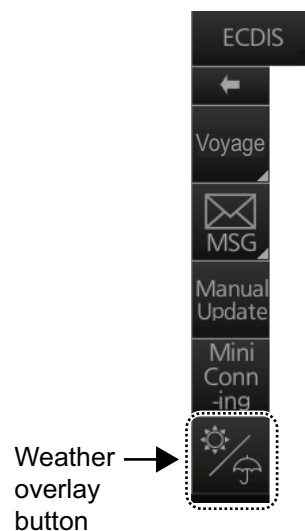 ECDIS
Voyage
MSG
Manual
Update
Mini
Conn
-ing
Weather
overlay
button